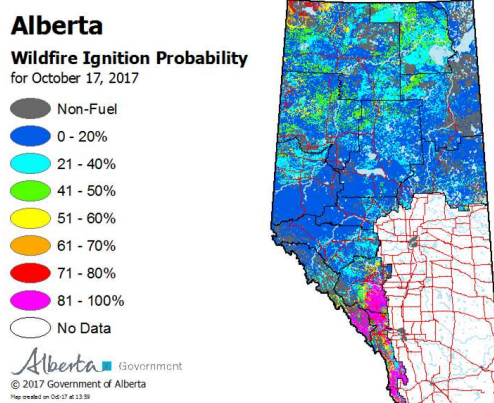 Alberta
Wildfire Ignition Probability
for October 17, 2017
Non-Fuel
0 - 20%
21 - 40%
41 - 50%
51 - 60%
61 - 70%
71 - 80%
81 - 100%
No Data
Alberta Government
© 2017 Government of Alberta
Map created on Oct-17 at 13:59